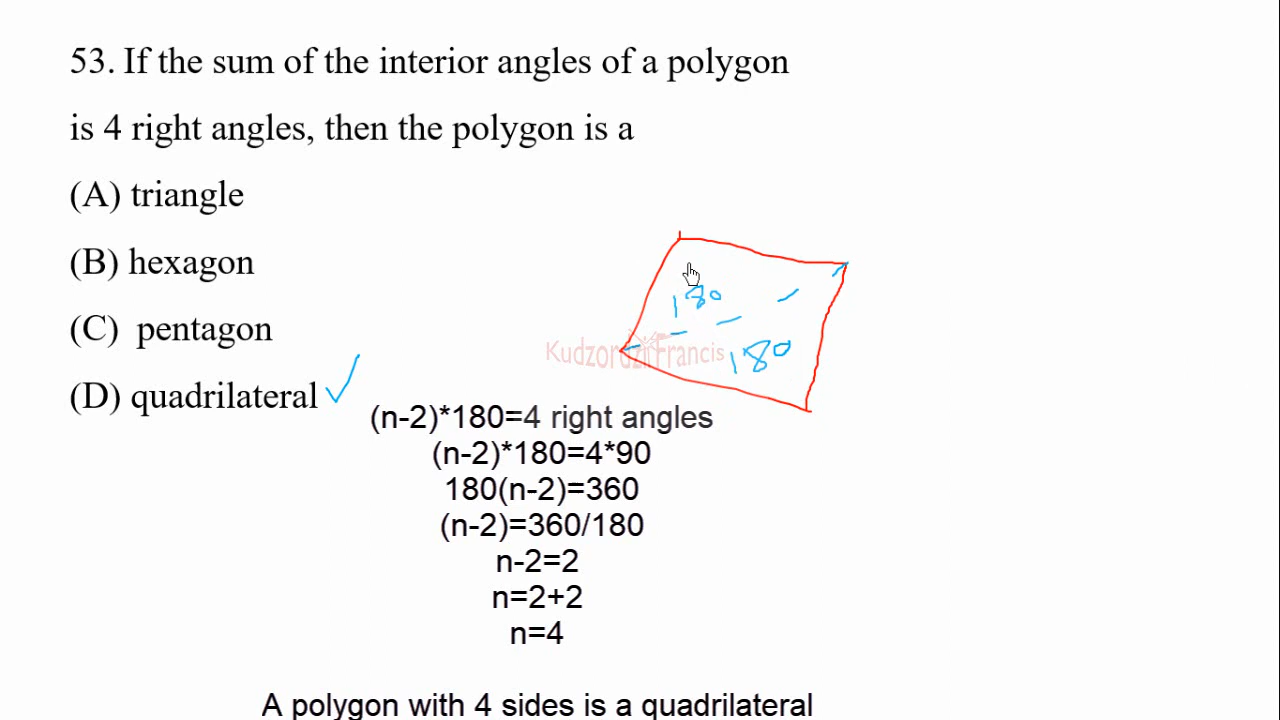 53. If the sum of the interior angles of a polygon
is 4 right angles, then the polygon is a
(A) triangle
(B) hexagon
(C) pentagon
(D) quadrilateral
180
180
Kudzordzi Francis
(n-2)*180=4 right angles
(n-2)*180=4*90
180(n-2)=360
(n-2)=360/180
n-2=2
n=2+2
n=4
A polygon with 4 sides is a quadrilateral